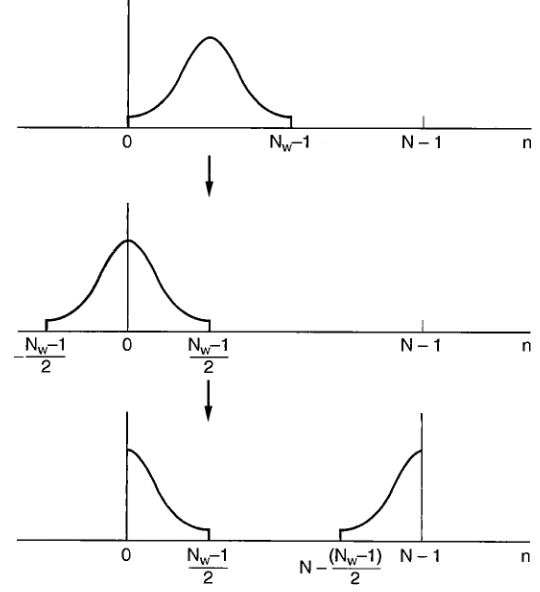 0 N_w–1 N – 1 n
–N_w–1/2 0 N_w–1/2 N – 1 n
0 N_w–1/2 N – (N_w–1)/2 N – 1 n